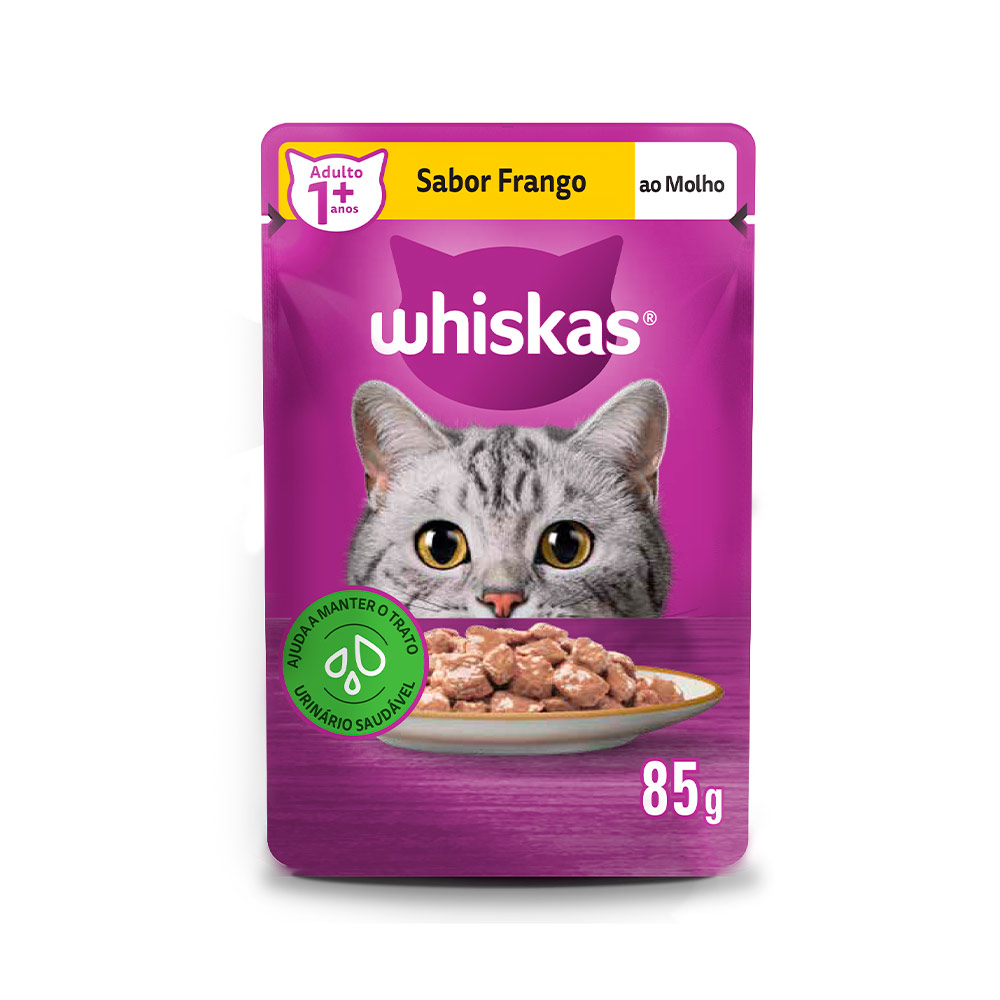 Adulto
1+
anos
Sabor Frango
ao Molho
whiskas®
AJUDA A MANTER O TRATO
URINÁRIO SAUDÁVEL
85g